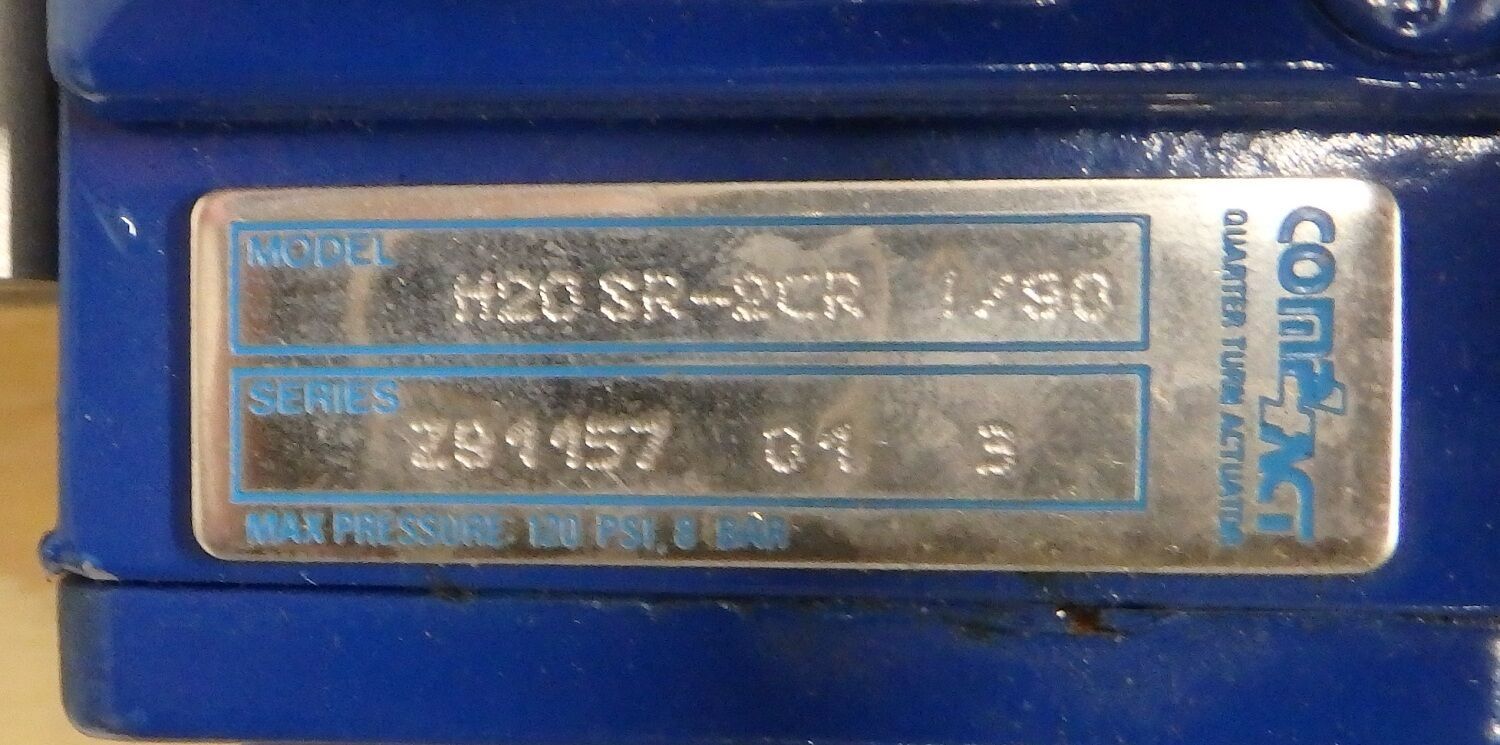 MODEL
H20 SR-2CR 1/90
SERIES
281157 01 3
MAX PRESSURE 120 PSI, 8 BAR
COMPACT
QUARTER TURN ACTUATOR